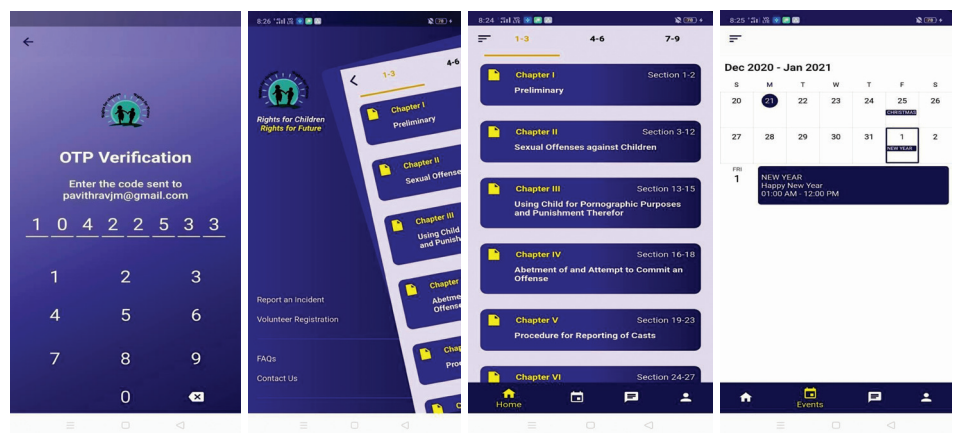 OTP Verification
Enter the code sent to
pavithravjm@gmail.com
1 0 4 2 2 5 3 3
1 2 3
4 5 6
7 8 9
0
8:26
Rights for Children
Rights for Future
Report an Incident
Volunteer Registration
FAQs
Contact Us
1-3 4-6
Chapter I
Preliminary
Chapter II
Sexual Offense
Chapter III
Using Child
and Punish
Chapter
Abetme
Offense
Chap
Pro
8:24
1-3 4-6 7-9
Chapter I Section 1-2
Preliminary
Chapter II Section 3-12
Sexual Offenses against Children
Chapter III Section 13-15
Using Child for Pornographic Purposes
and Punishment Therefor
Chapter IV Section 16-18
Abetment of and Attempt to Commit an
Offense
Chapter V Section 19-23
Procedure for Reporting of Casts
Chapter VI Section 24-27
Home
8:25
Dec 2020 - Jan 2021
S M T W T F S
20 21 22 23 24 25 26
CHRISTMAS
27 28 29 30 31 1 2
NEW YEAR
FRI
1
NEW YEAR
Happy New Year
01:00 AM - 12:00 PM
Events